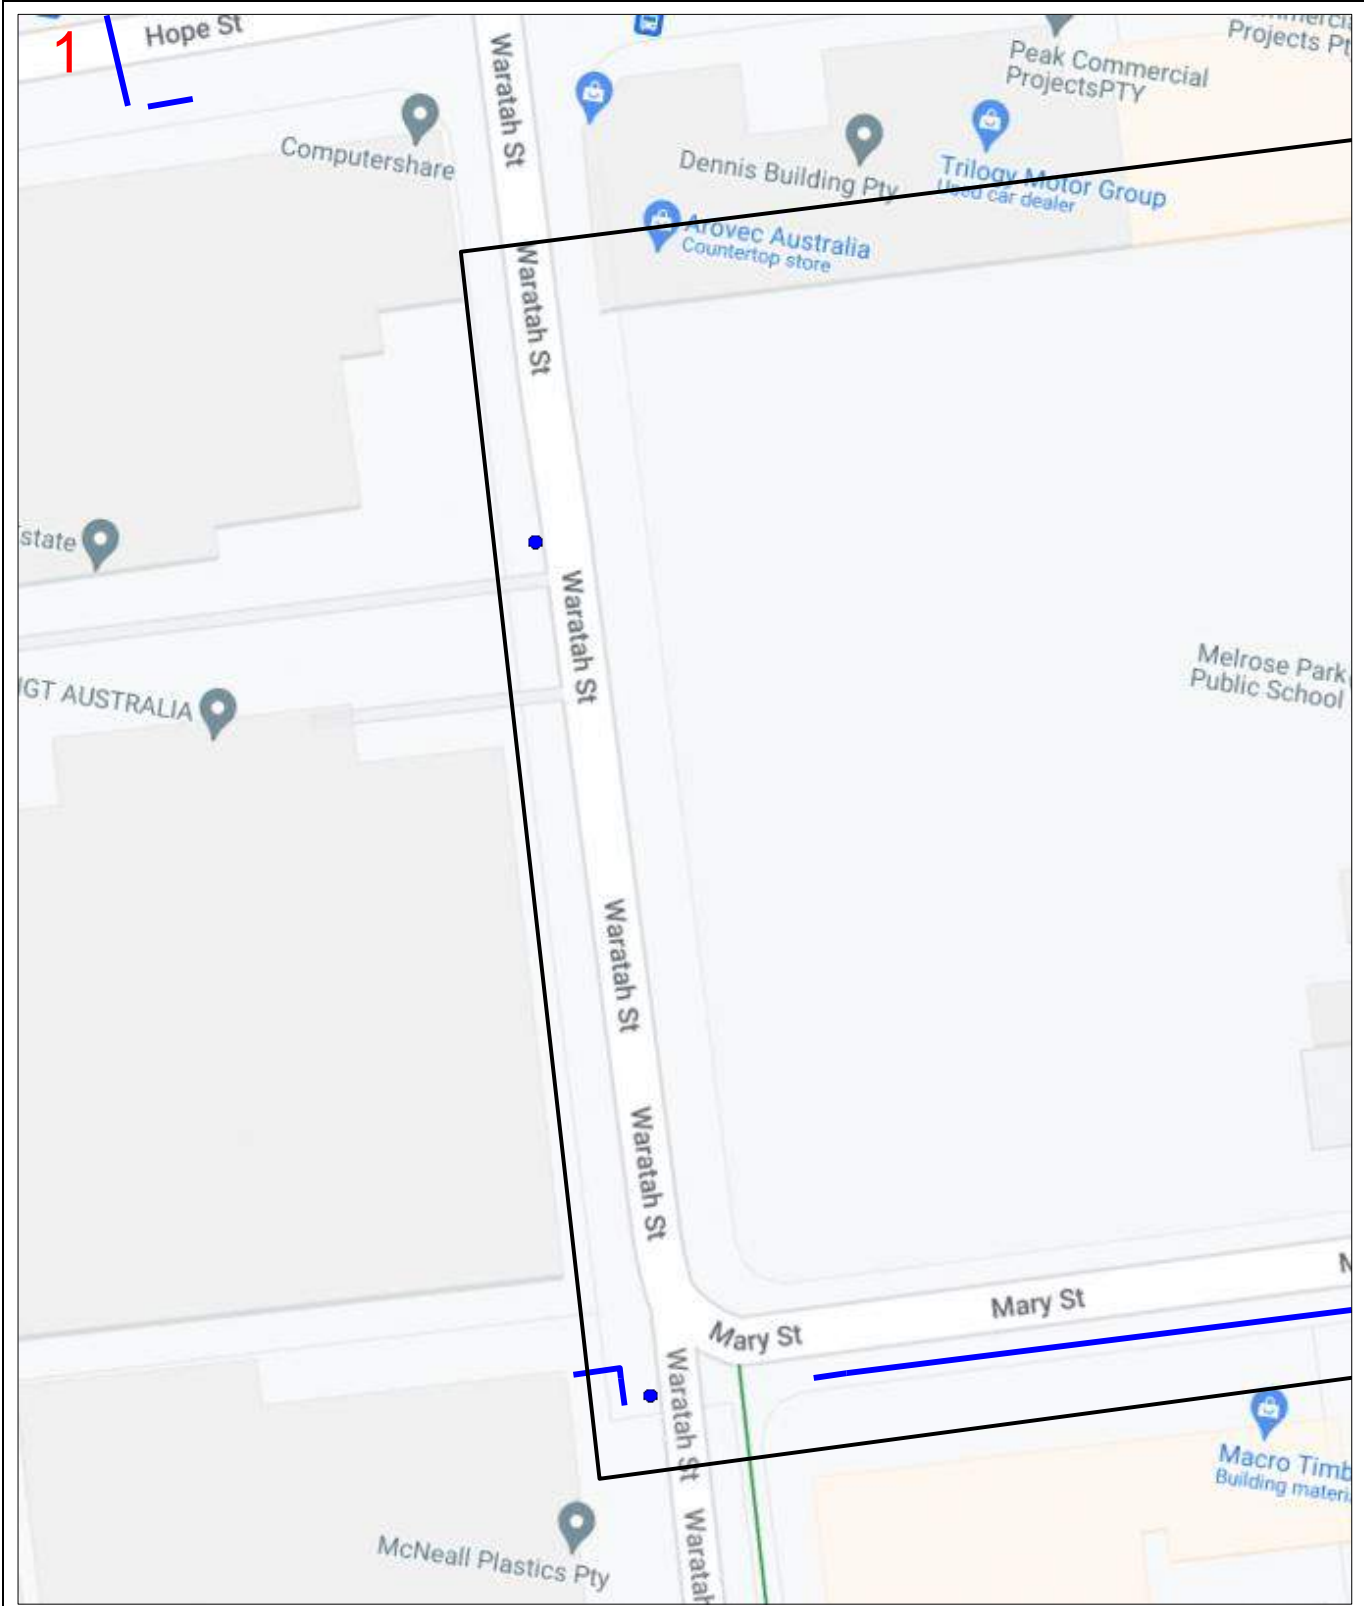 1
Hope St
Waratah St
Projects
Peak Commercial
ProjectsPTY
Computershare
Dennis Building Pty
Trilogy Motor Group
Used car dealer
Arovec Australia
Countertop store
Waratah St
state
Waratah St
Melrose Park
Public School
IGT AUSTRALIA
Waratah St
Waratah St
Mary St
Mary St
Waratah St
Macro Timb
Building materi
McNeall Plastics Pty
Waratah